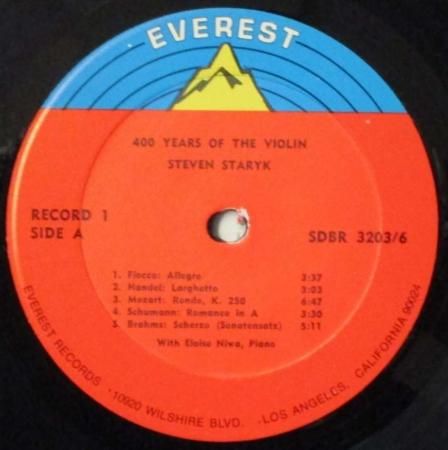 EVEREST
400 YEARS OF THE VIOLIN
STEVEN STARYK
RECORD 1
SIDE A
SDBR 3203/6
1. Fiocco: Allegro 3:37
2. Handel: Larghetto 3:03
3. Mozart: Rondo, K. 250 6:47
4. Schumann: Romance in A 3:30
5. Brahms: Scherzo (Sonatensatz) 5:11
With Eloise Niwa, Piano
EVEREST RECORDS · 10920 WILSHIRE BLVD. · LOS ANGELES, CALIFORNIA 90024